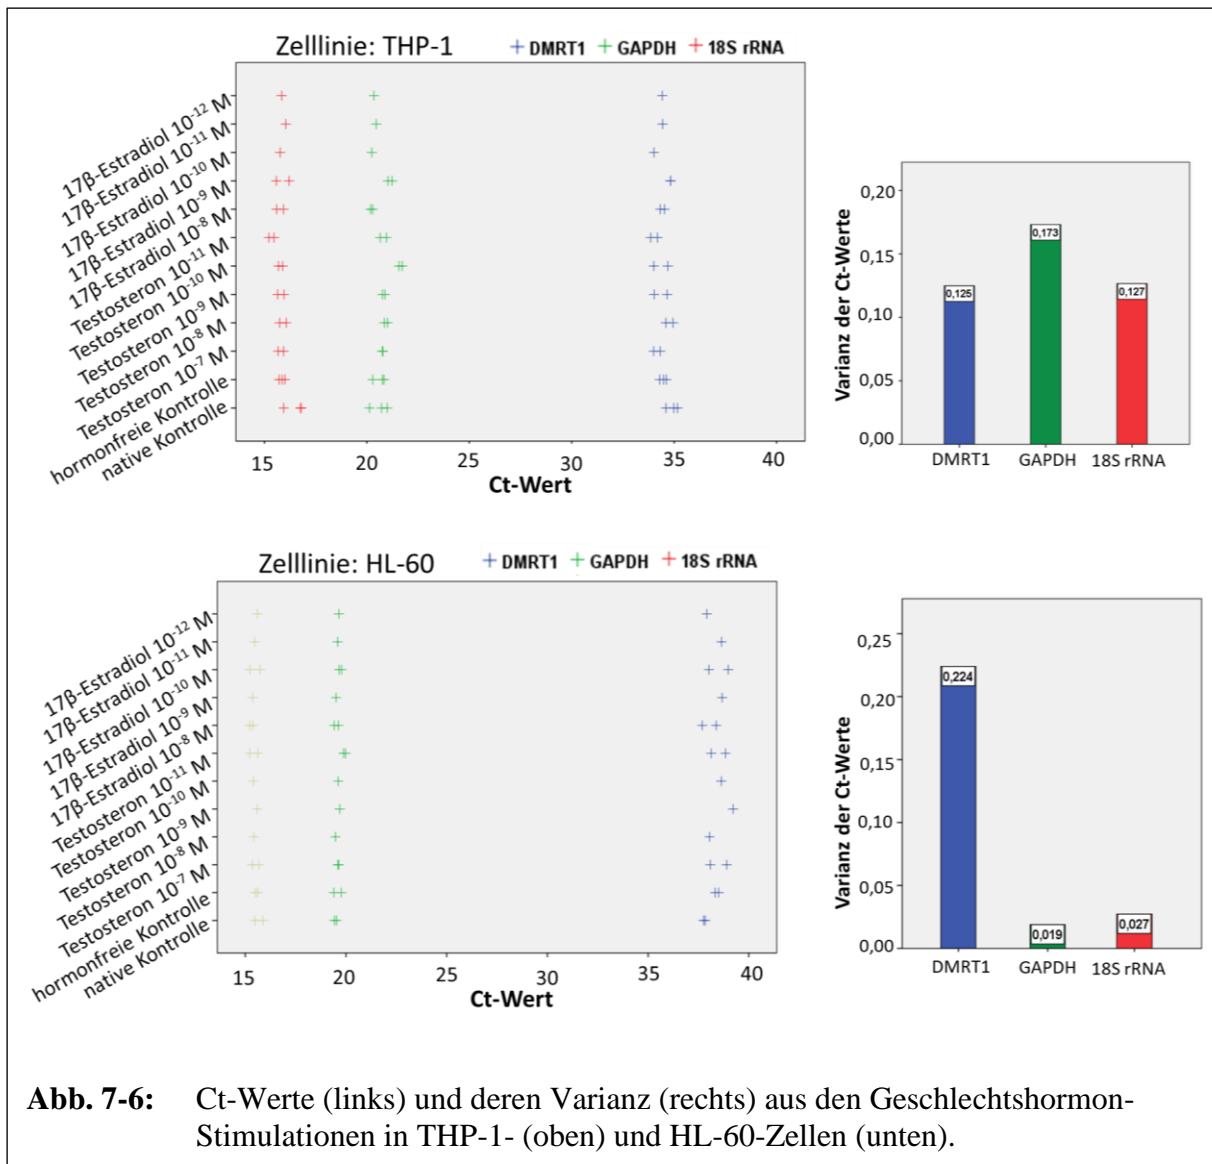 Zelllinie: THP-1
DMRT1 GAPDH 18S rRNA
17β-Estradiol 10⁻¹² M
17β-Estradiol 10⁻¹¹ M
17β-Estradiol 10⁻¹⁰ M
17β-Estradiol 10⁻⁹ M
17β-Estradiol 10⁻⁸ M
Testosteron 10⁻¹¹ M
Testosteron 10⁻¹⁰ M
Testosteron 10⁻⁹ M
Testosteron 10⁻⁸ M
Testosteron 10⁻⁷ M
hormonfreie Kontrolle
native Kontrolle
15 20 25 30 35 40
Ct-Wert
Varianz der Ct-Werte
0,20
0,15
0,10
0,05
0,00
0,125
0,173
0,127
DMRT1 GAPDH 18S rRNA
Zelllinie: HL-60
DMRT1 GAPDH 18S rRNA
17β-Estradiol 10⁻¹² M
17β-Estradiol 10⁻¹¹ M
17β-Estradiol 10⁻¹⁰ M
17β-Estradiol 10⁻⁹ M
17β-Estradiol 10⁻⁸ M
Testosteron 10⁻¹¹ M
Testosteron 10⁻¹⁰ M
Testosteron 10⁻⁹ M
Testosteron 10⁻⁸ M
Testosteron 10⁻⁷ M
hormonfreie Kontrolle
native Kontrolle
15 20 25 30 35 40
Ct-Wert
Varianz der Ct-Werte
0,25
0,20
0,15
0,10
0,05
0,00
0,224
0,019
0,027
DMRT1 GAPDH 18S rRNA
Abb. 7-6: Ct-Werte (links) und deren Varianz (rechts) aus den Geschlechtshormon-
Stimulationen in THP-1- (oben) und HL-60-Zellen (unten).